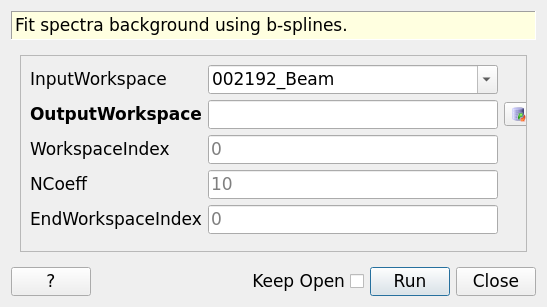 Fit spectra background using b-splines.
InputWorkspace 002192_Beam
OutputWorkspace
WorkspaceIndex 0
NCoeff 10
EndWorkspaceIndex 0
? Keep Open Run Close